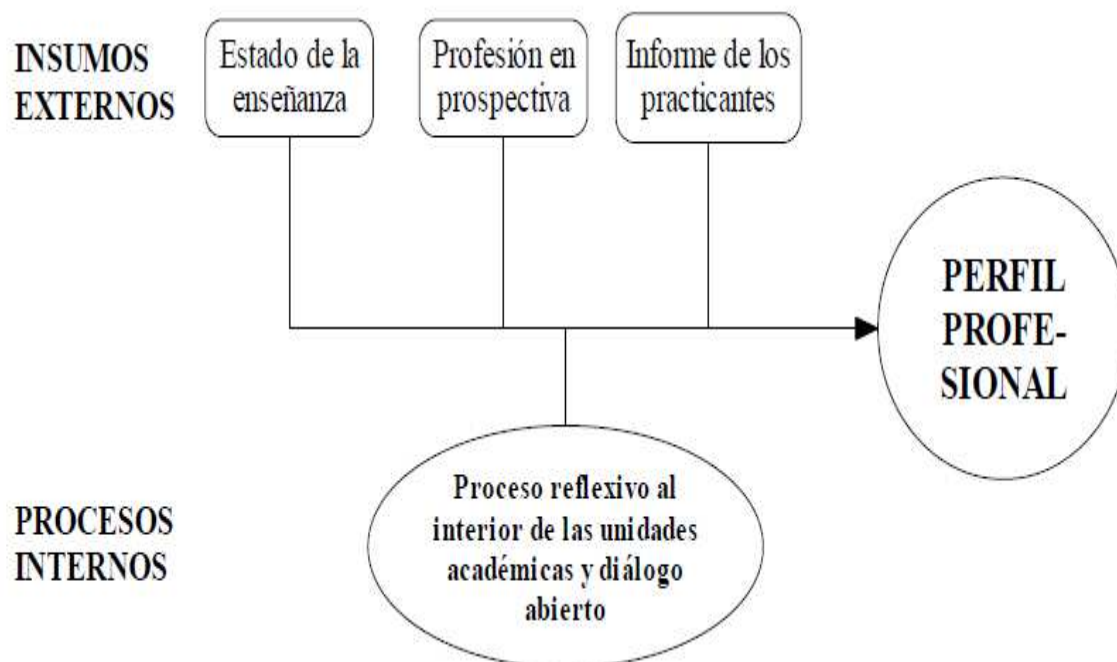 INSUMOS
EXTERNOS
Estado de la
enseñanza
Profesión en
prospectiva
Informe de los
practicantes
PERFIL
PROFE-
SIONAL
PROCESOS
INTERNOS
Proceso reflexivo al
interior de las unidades
académicas y diálogo
abierto